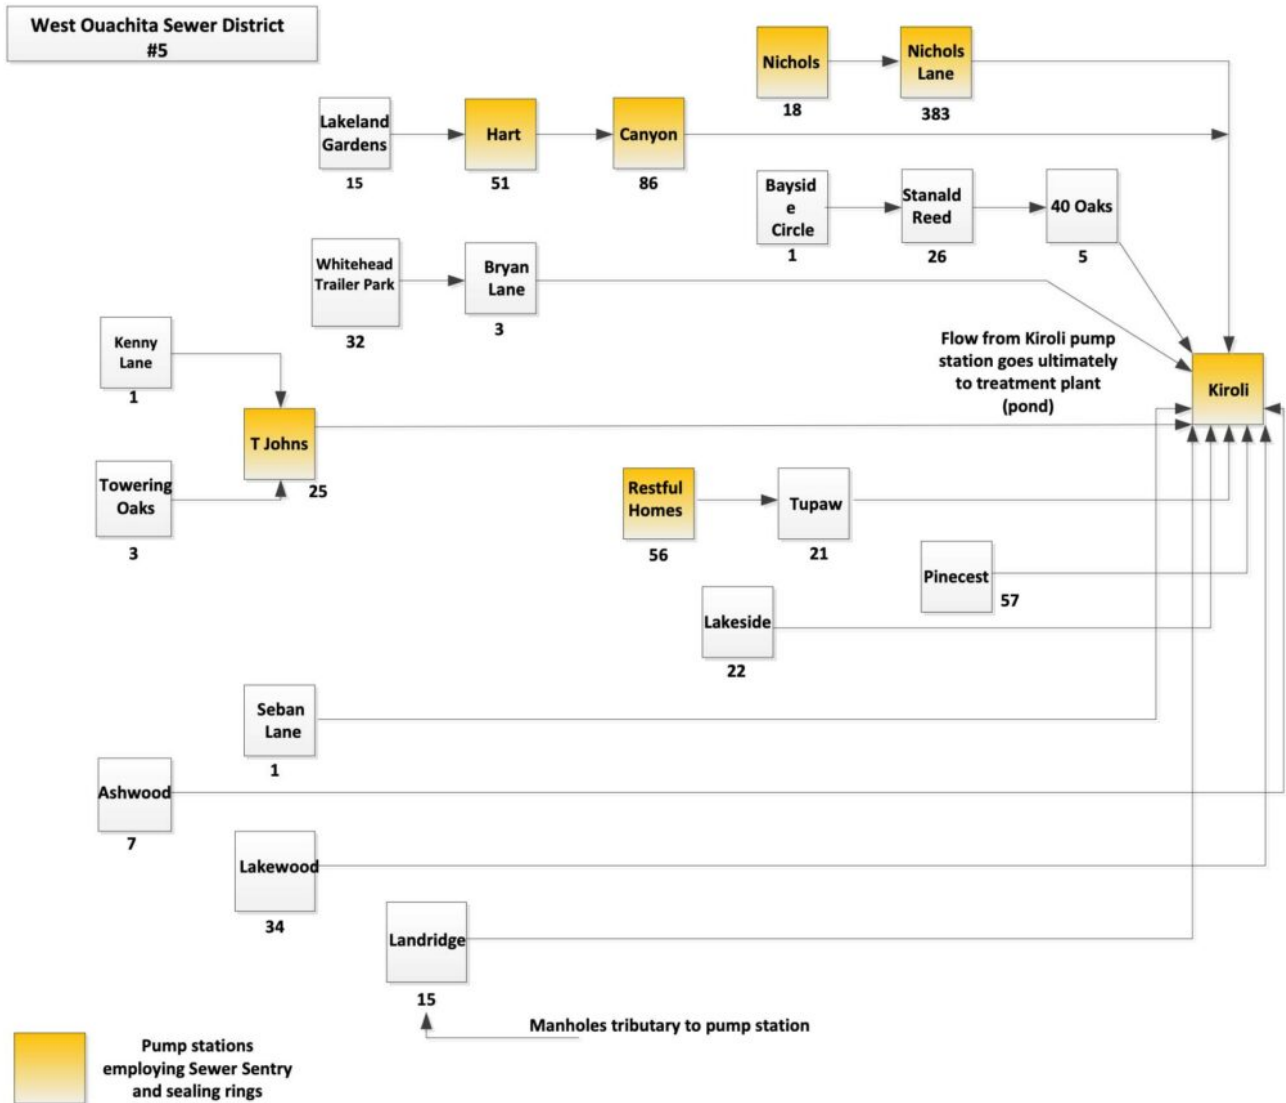 West Ouachita Sewer District
#5
Nichols
18
Nichols
Lane
383
Lakeland
Gardens
15
Hart
51
Canyon
86
Baysid
e
Circle
1
Stanald
Reed
26
40 Oaks
5
Whitehead
Trailer Park
32
Bryan
Lane
3
Kenny
Lane
1
Flow from Kiroli pump
station goes ultimately
to treatment plant
(pond)
Kiroli
T Johns
25
Towering
Oaks
3
Restful
Homes
56
Tupaw
21
Pinecest
57
Lakeside
22
Seban
Lane
1
Ashwood
7
Lakewood
34
Landridge
15
Manholes tributary to pump station
Pump stations
employing Sewer Sentry
and sealing rings